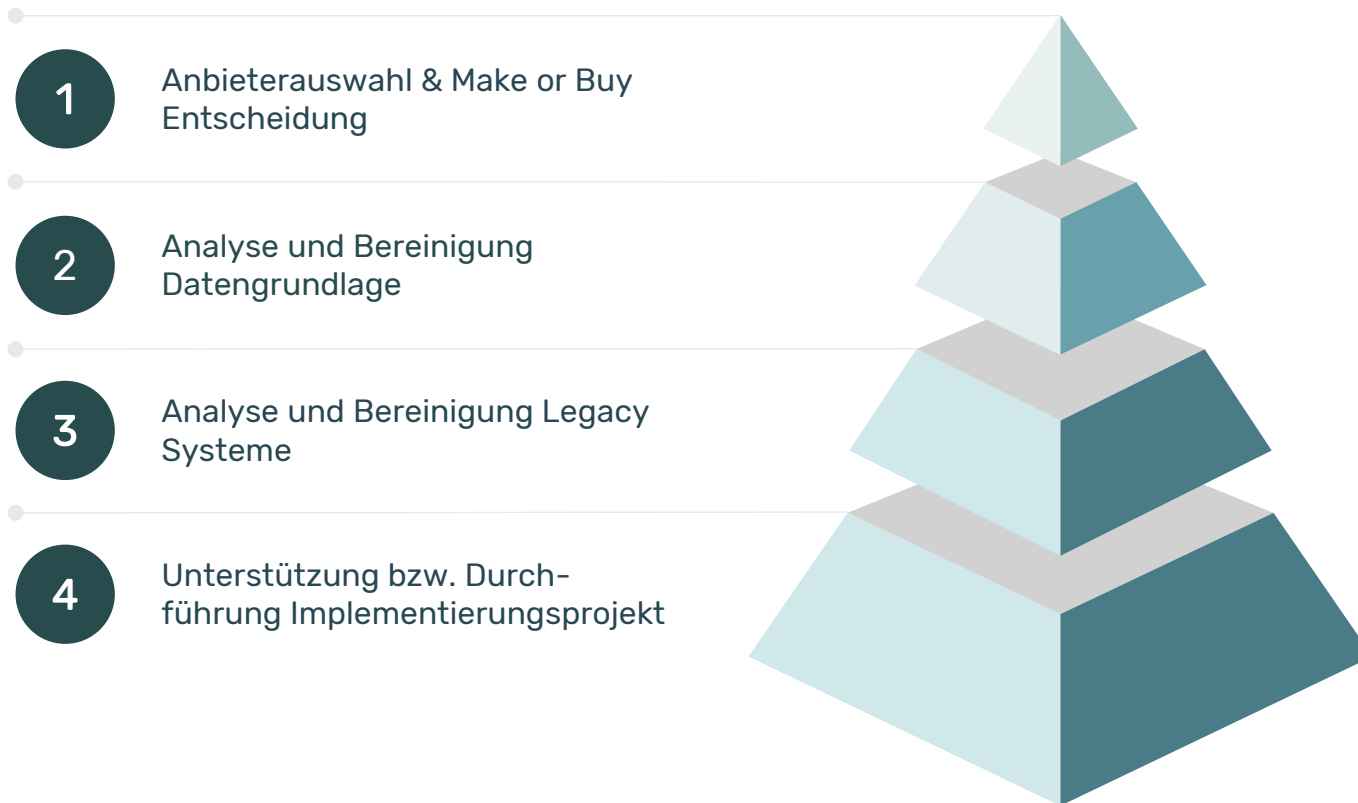 1
Anbieterauswahl & Make or Buy
Entscheidung
2
Analyse und Bereinigung
Datengrundlage
3
Analyse und Bereinigung Legacy
Systeme
4
Unterstützung bzw. Durch-
führung Implementierungsprojekt